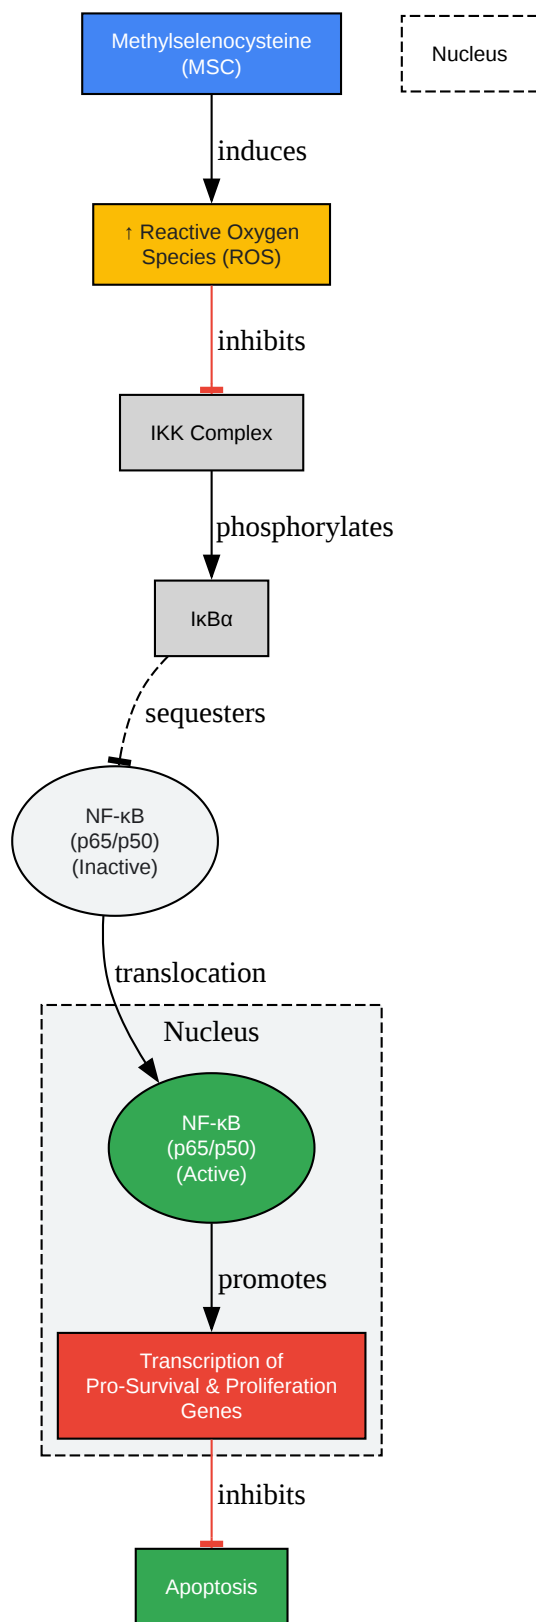 Methylselenocysteine
(MSC)
Nucleus
induces
↑ Reactive Oxygen
Species (ROS)
inhibits
IKK Complex
phosphorylates
IκBα
sequesters
NF-κB
(p65/p50)
(Inactive)
translocation
Nucleus
NF-κB
(p65/p50)
(Active)
promotes
Transcription of
Pro-Survival & Proliferation
Genes
inhibits
Apoptosis